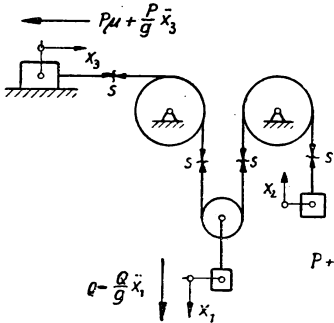 Pμ + P/g ẍ₃
x₃
S
S
S
S
x₂
P +
Q - Q/g ẍ₁
x₁